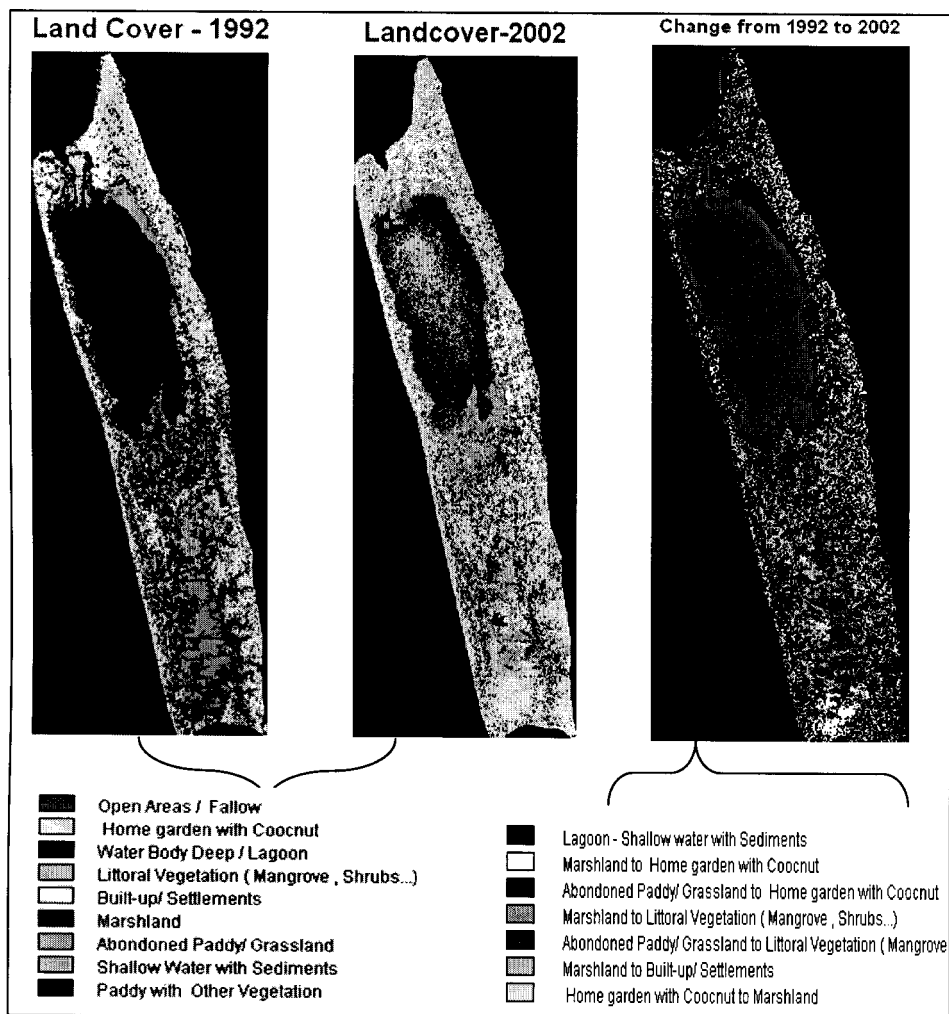 Land Cover - 1992
Landcover-2002
Change from 1992 to 2002
Open Areas / Fallow
Home garden with Coocnut
Water Body Deep / Lagoon
Littoral Vegetation ( Mangrove , Shrubs...)
Built-up/ Settlements
Marshland
Abondoned Paddy/ Grassland
Shallow Water with Sediments
Paddy with Other Vegetation
Lagoon - Shallow water with Sediments
Marshland to Home garden with Coocnut
Abandoned Paddy/ Grassland to Home garden with Coocnut
Marshland to Littoral Vegetation ( Mangrove, Shrubs...)
Abandoned Paddy/ Grassland to Littoral Vegetation ( Mangrove
Marshland to Built-up/ Settlements
Home garden with Coocnut to Marshland